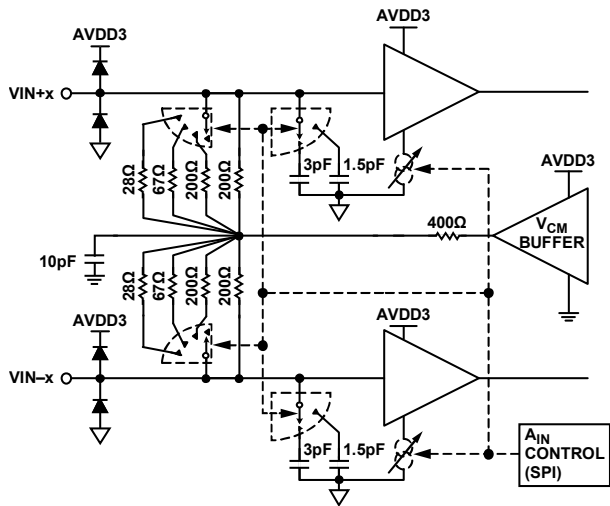 AVDD3
AVDD3
VIN+x
28Ω
67Ω
200Ω
200Ω
3pF
1.5pF
AVDD3
400Ω
VCM
BUFFER
10pF
28Ω
67Ω
200Ω
200Ω
AVDD3
AVDD3
VIN–x
3pF
1.5pF
AIN
CONTROL
(SPI)